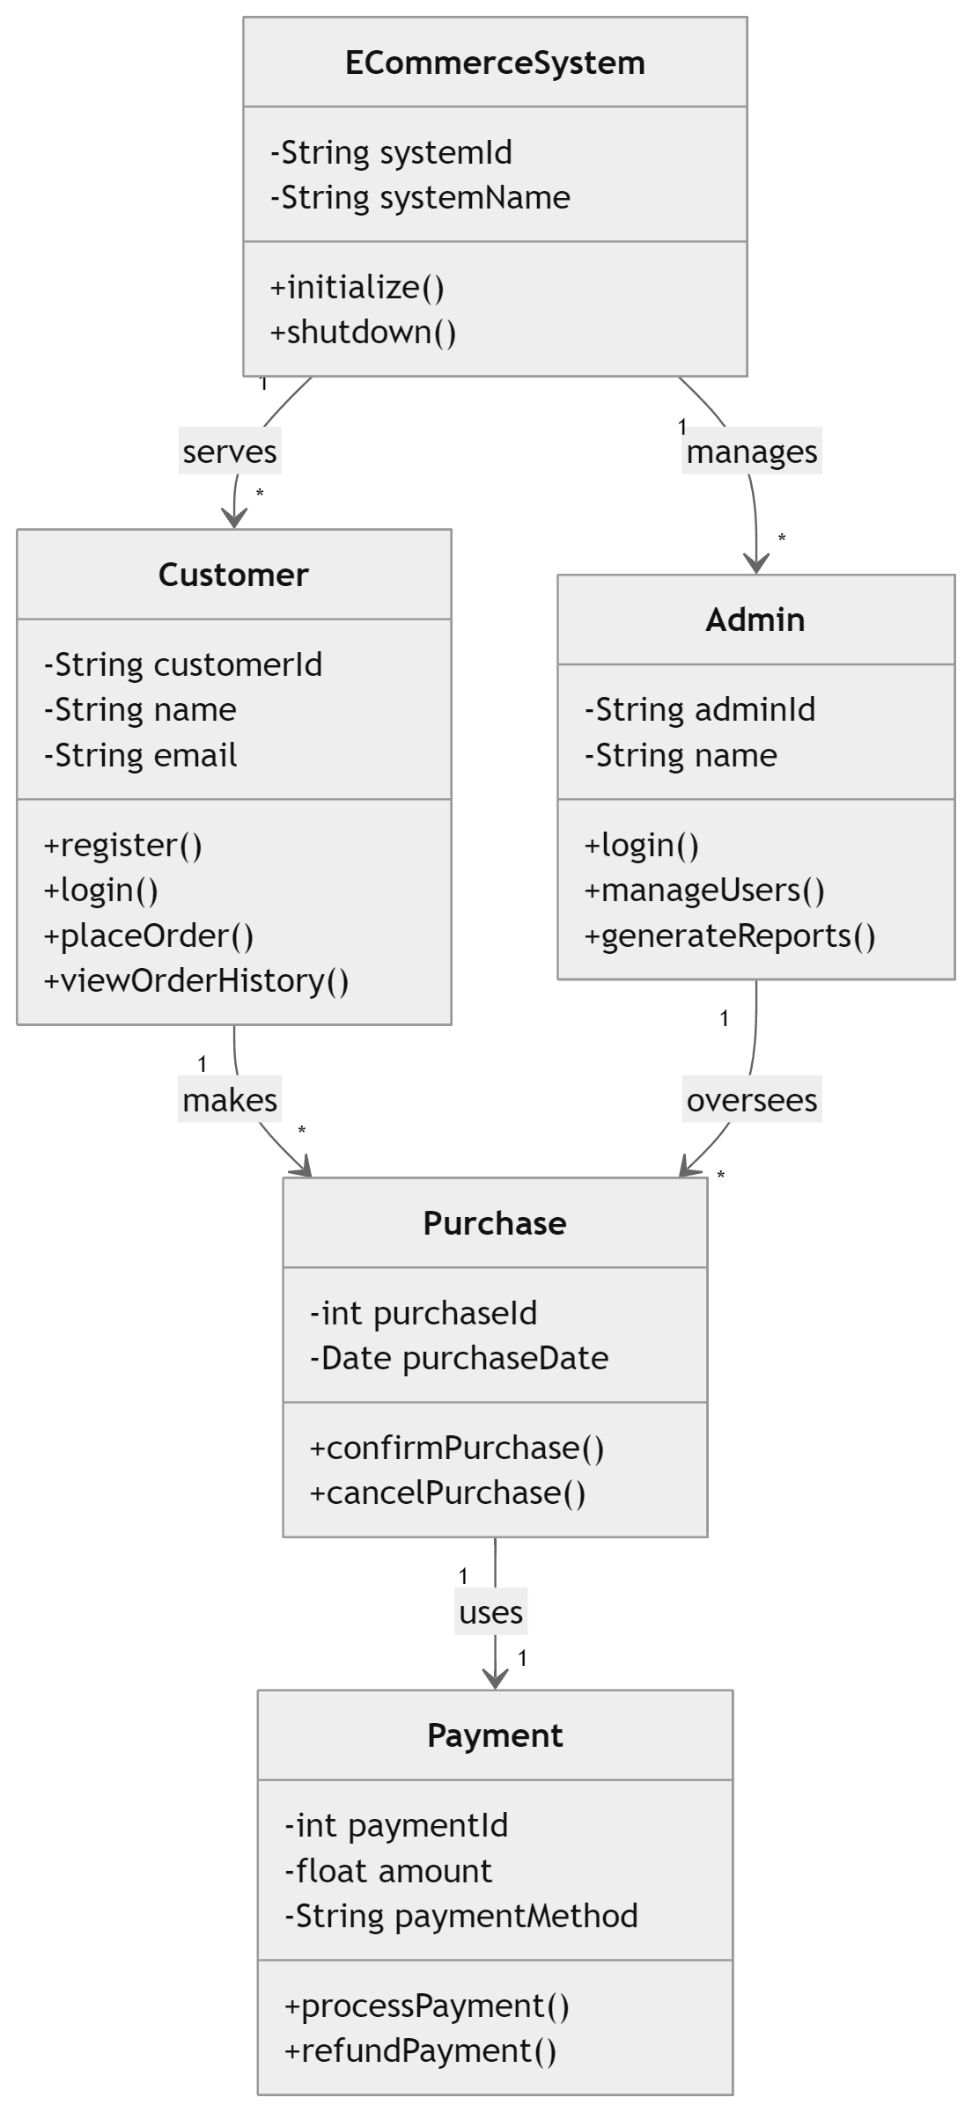 ECommerceSystem
-String systemId
-String systemName
+initialize()
+shutdown()
1
1
serves
manages
*
*
Customer
-String customerId
-String name
-String email
+register()
+login()
+placeOrder()
+viewOrderHistory()
Admin
-String adminId
-String name
+login()
+manageUsers()
+generateReports()
1
1
makes
oversees
*
*
Purchase
-int purchaseId
-Date purchaseDate
+confirmPurchase()
+cancelPurchase()
1
uses
1
Payment
-int paymentId
-float amount
-String paymentMethod
+processPayment()
+refundPayment()